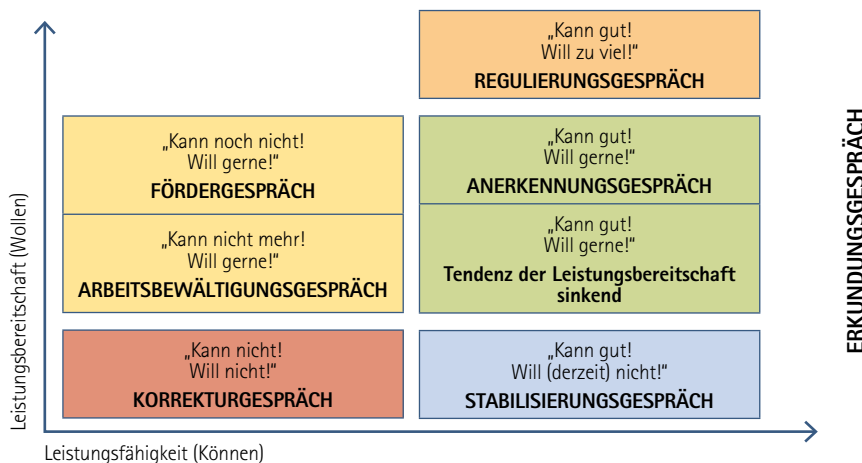 „Kann gut!
Will zu viel!“
REGULIERUNGSGESPRÄCH
„Kann noch nicht!
Will gerne!“
FÖRDERGESPRÄCH
„Kann gut!
Will gerne!“
ANERKENNUNGSGESPRÄCH
„Kann nicht mehr!
Will gerne!“
ARBEITSBEWÄLTIGUNGSGESPRÄCH
„Kann gut!
Will gerne!“
Tendenz der Leistungsbereitschaft
sinkend
„Kann nicht!
Will nicht!“
KORREKTURGESPRÄCH
„Kann gut!
Will (derzeit) nicht!“
STABILISIERUNGSGESPRÄCH
Leistungsbereitschaft (Wollen)
Leistungsfähigkeit (Können)
ERKUNDUNGSGESPRÄCH